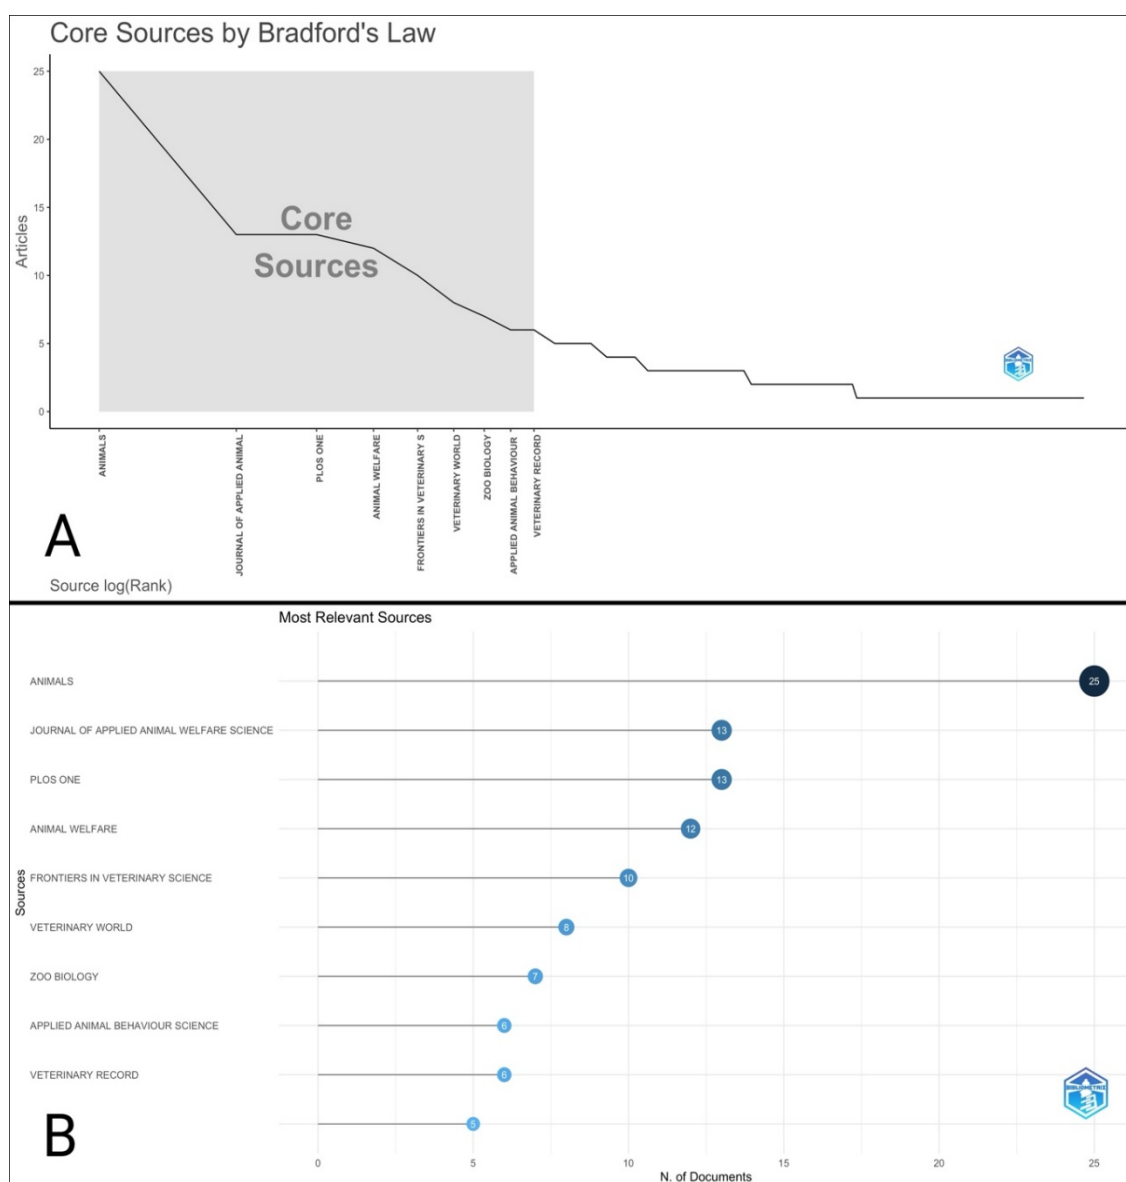 Core Sources by Bradford's Law
25
20
15
10
5
0
Articles
Core
Sources
ANIMALS
JOURNAL OF APPLIED ANIMAL
PLOS ONE
ANIMAL WELFARE
FRONTIERS IN VETERINARY S
VETERINARY WORLD
ZOO BIOLOGY
APPLIED ANIMAL BEHAVIOUR
VETERINARY RECORD
A
Source log(Rank)
Most Relevant Sources
ANIMALS
25
JOURNAL OF APPLIED ANIMAL WELFARE SCIENCE
13
PLOS ONE
13
ANIMAL WELFARE
12
FRONTIERS IN VETERINARY SCIENCE
10
Sources
VETERINARY WORLD
8
ZOO BIOLOGY
7
APPLIED ANIMAL BEHAVIOUR SCIENCE
6
VETERINARY RECORD
6
BIBLIOMETRIX
B
5
0 5 10 15 20 25
N. of Documents